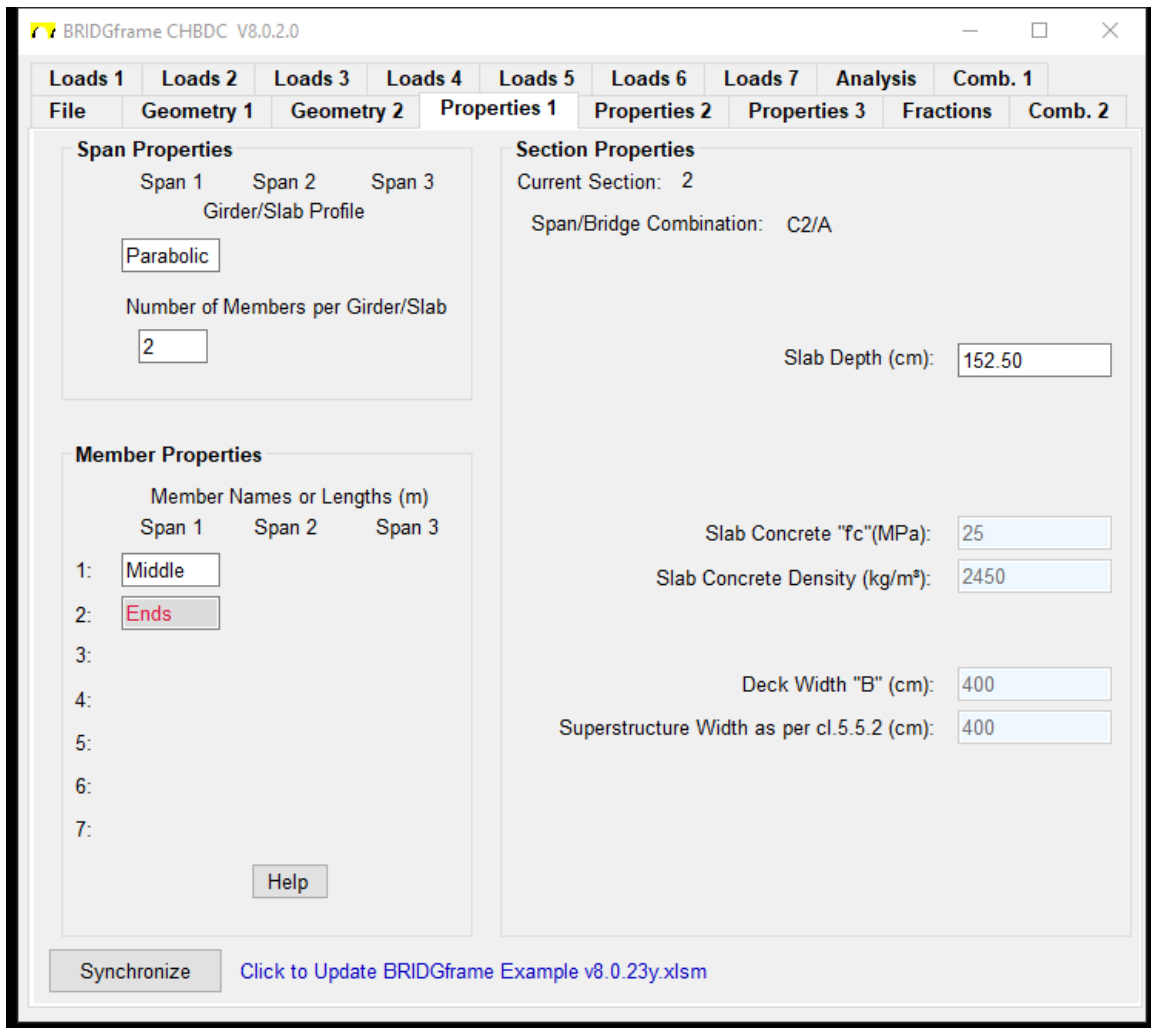 BRIDGframe CHBDC V8.0.2.0
Loads 1 Loads 2 Loads 3 Loads 4 Loads 5 Loads 6 Loads 7 Analysis Comb. 1
File Geometry 1 Geometry 2 Properties 1 Properties 2 Properties 3 Fractions Comb. 2
Span Properties
Span 1 Span 2 Span 3
Girder/Slab Profile
Parabolic
Number of Members per Girder/Slab
2
Member Properties
Member Names or Lengths (m)
Span 1 Span 2 Span 3
1: Middle
2: Ends
3:
4:
5:
6:
7:
Help
Section Properties
Current Section: 2
Span/Bridge Combination: C2/A
Slab Depth (cm): 152.50
Slab Concrete "f'c"(MPa): 25
Slab Concrete Density (kg/m³): 2450
Deck Width "B" (cm): 400
Superstructure Width as per cl.5.5.2 (cm): 400
Synchronize Click to Update BRIDGframe Example v8.0.23y.xlsm